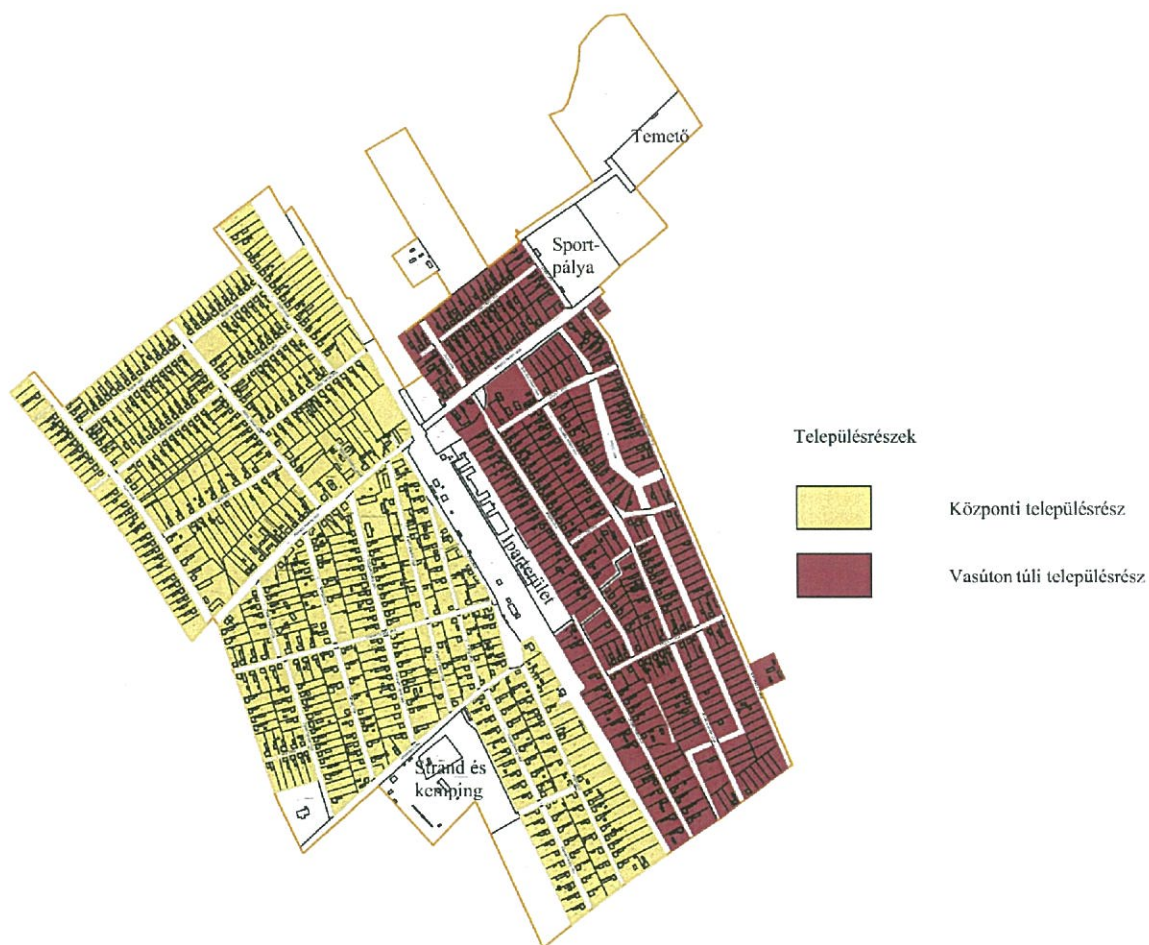 Temető
Sport-
pálya
Iparterület
Strand és
kemping
Településrészek
Központi településrész
Vasúton túli településrész